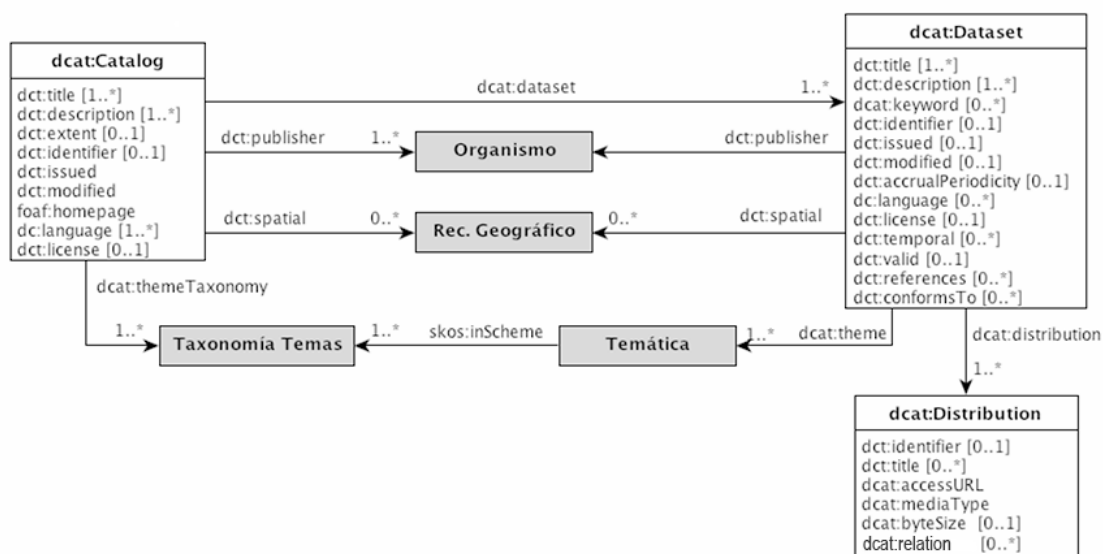 dcat:Catalog
dct:title [1..*]
dct:description [1..*]
dct:extent [0..1]
dct:identifier [0..1]
dct:issued
dct:modified
foaf:homepage
dc:language [1..*]
dct:license [0..1]
dcat:dataset
1..*
dct:publisher
1..*
Organismo
dct:publisher
dct:spatial
0..*
Rec. Geográfico
0..*
dct:spatial
dcat:Dataset
dct:title [1..*]
dct:description [1..*]
dcat:keyword [0..*]
dct:identifier [0..1]
dct:issued [0..1]
dct:modified [0..1]
dct:accrualPeriodicity [0..1]
dc:language [0..*]
dct:license [0..1]
dct:temporal [0..*]
dct:valid [0..1]
dct:references [0..*]
dct:conformsTo [0..*]
dcat:themeTaxonomy
1..*
Taxonomía Temas
1..*
skos:inScheme
Temática
1..*
dcat:theme
dcat:distribution
1..*
dcat:Distribution
dct:identifier [0..1]
dct:title [0..*]
dcat:accessURL
dcat:mediaType
dcat:byteSize [0..1]
dcat:relation [0..*]